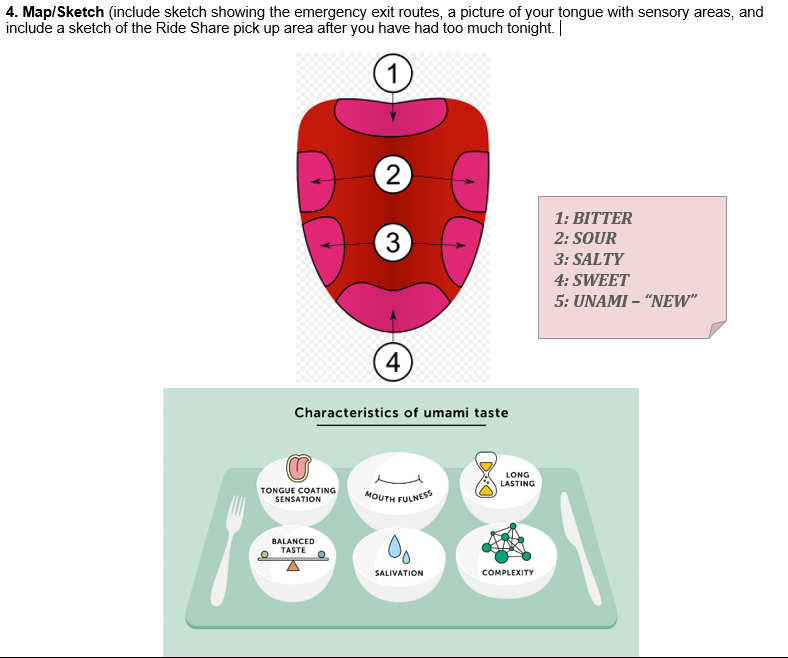 4. Map/Sketch (include sketch showing the emergency exit routes, a picture of your tongue with sensory areas, and
include a sketch of the Ride Share pick up area after you have had too much tonight.
1
2
3
4
1: BITTER
2: SOUR
3: SALTY
4: SWEET
5: UNAMI – “NEW”
Characteristics of umami taste
TONGUE COATING
SENSATION
MOUTH FULNESS
LONG
LASTING
BALANCED
TASTE
SALIVATION
COMPLEXITY